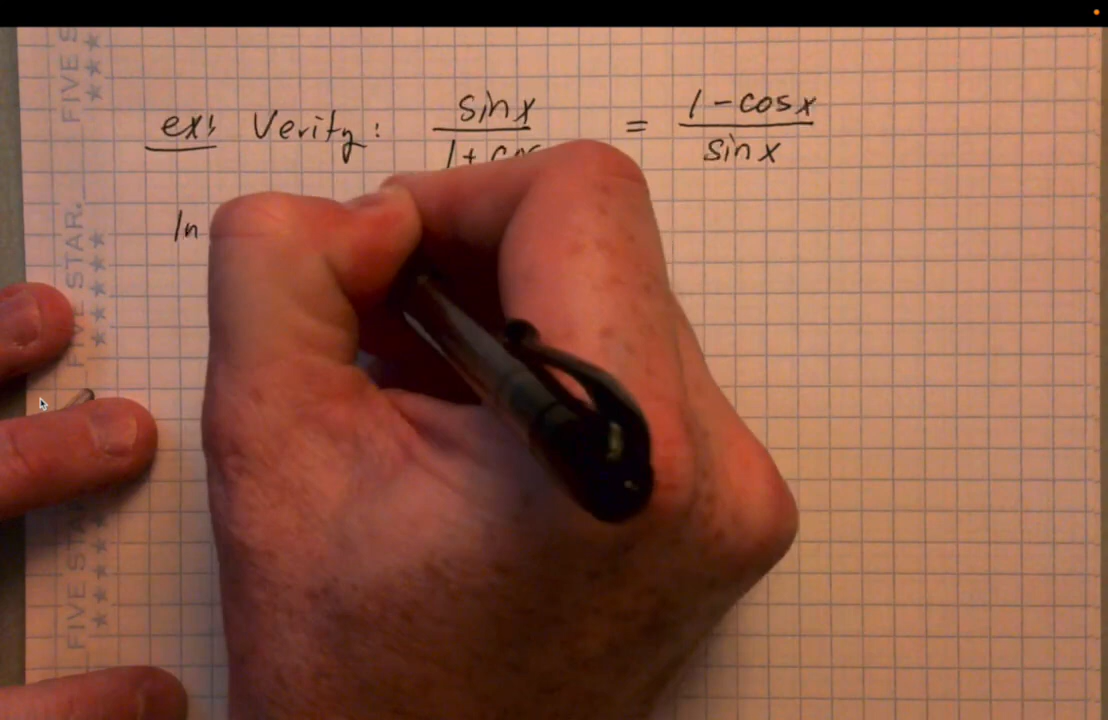 ex: Verify: sin x / 1 + cos = 1 - cos x / sin x
In
FIVE STAR. FIVE STAR. FIVE STAR